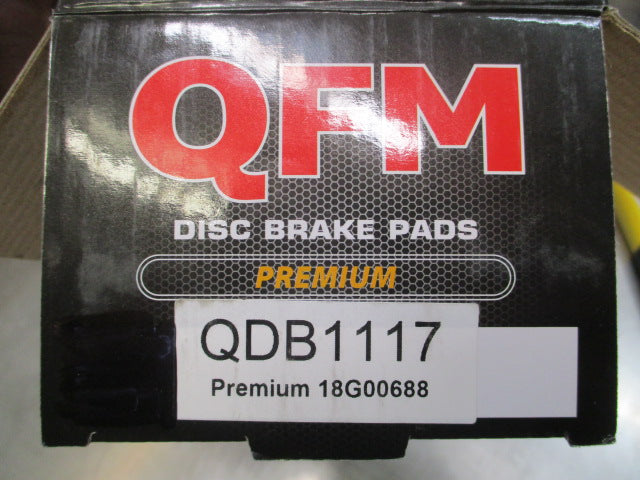 QFM
DISC BRAKE PADS
PREMIUM
QDB1117
Premium 18G00688